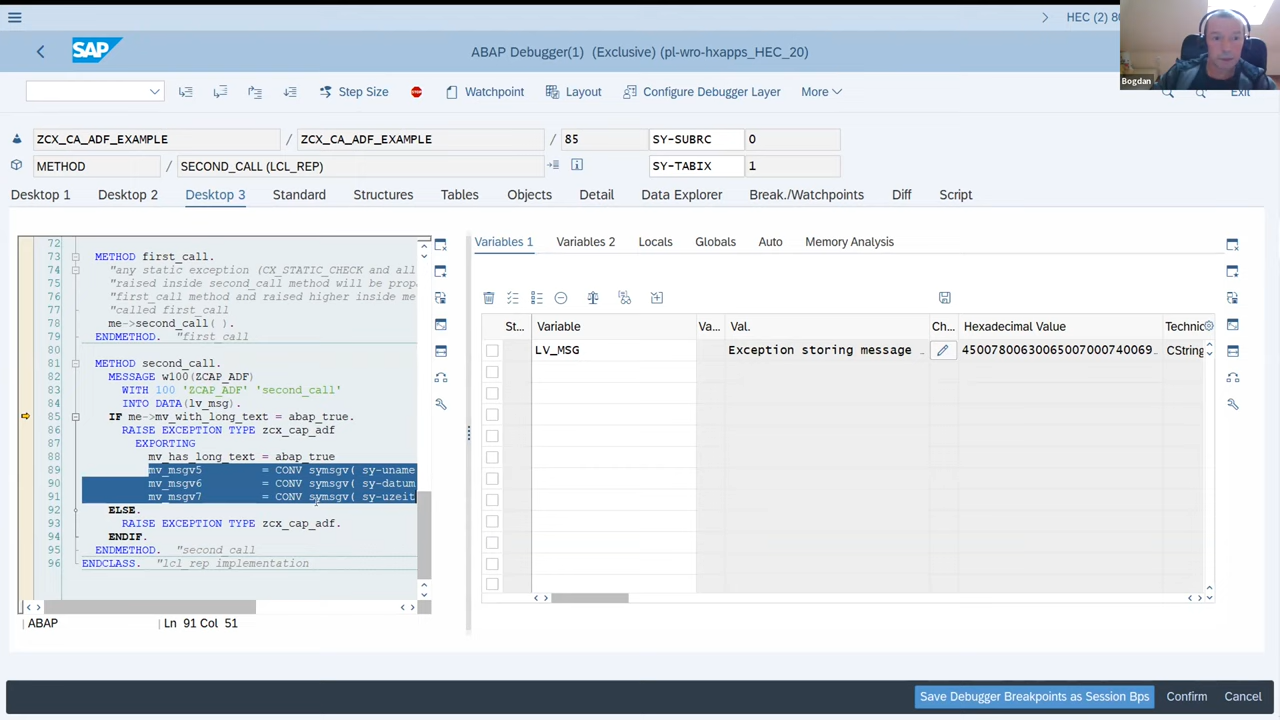 HEC (2) 80
SAP
ABAP Debugger(1) (Exclusive) (pl-wro-hxapps_HEC_20)
Bogdan
Step Size
Watchpoint
Layout
Configure Debugger Layer
More
Exit
ZCX_CA_ADF_EXAMPLE / ZCX_CA_ADF_EXAMPLE / 85 SY-SUBRC 0
METHOD / SECOND_CALL (LCL_REP) SY-TABIX 1
Desktop 1 Desktop 2 Desktop 3 Standard Structures Tables Objects Detail Data Explorer Break./Watchpoints Diff Script
72
73 METHOD first_call.
74 "any static exception (CX_STATIC_CHECK and all
75 "raised inside second_call method will be prop
76 "first_call method and raised higher inside me
77 "called first_call
78 me->second_call( ).
79 ENDMETHOD. "first_call
80
81 METHOD second_call.
82 MESSAGE w100(ZCAP_ADF)
83 WITH 100 'ZCAP_ADF' 'second_call'
84 INTO DATA(lv_msg).
85 IF me->mv_with_long_text = abap_true.
86 RAISE EXCEPTION TYPE zcx_cap_adf
87 EXPORTING
88 mv_has_long_text = abap_true
89 mv_msgv5 = CONV symsgv( sy-uname
90 mv_msgv6 = CONV symsgv( sy-datum
91 mv_msgv7 = CONV symsgv( sy-uzeit
92 ELSE.
93 RAISE EXCEPTION TYPE zcx_cap_adf.
94 ENDIF.
95 ENDMETHOD. "second_call
96 ENDCLASS. "lcl_rep implementation
ABAP Ln 91 Col 51
Variables 1 Variables 2 Locals Globals Auto Memory Analysis
St... Variable Va... Val. Ch... Hexadecimal Value Technic
LV_MSG Exception storing message ... 45007800630065007000740069... CString
Save Debugger Breakpoints as Session Bps Confirm Cancel